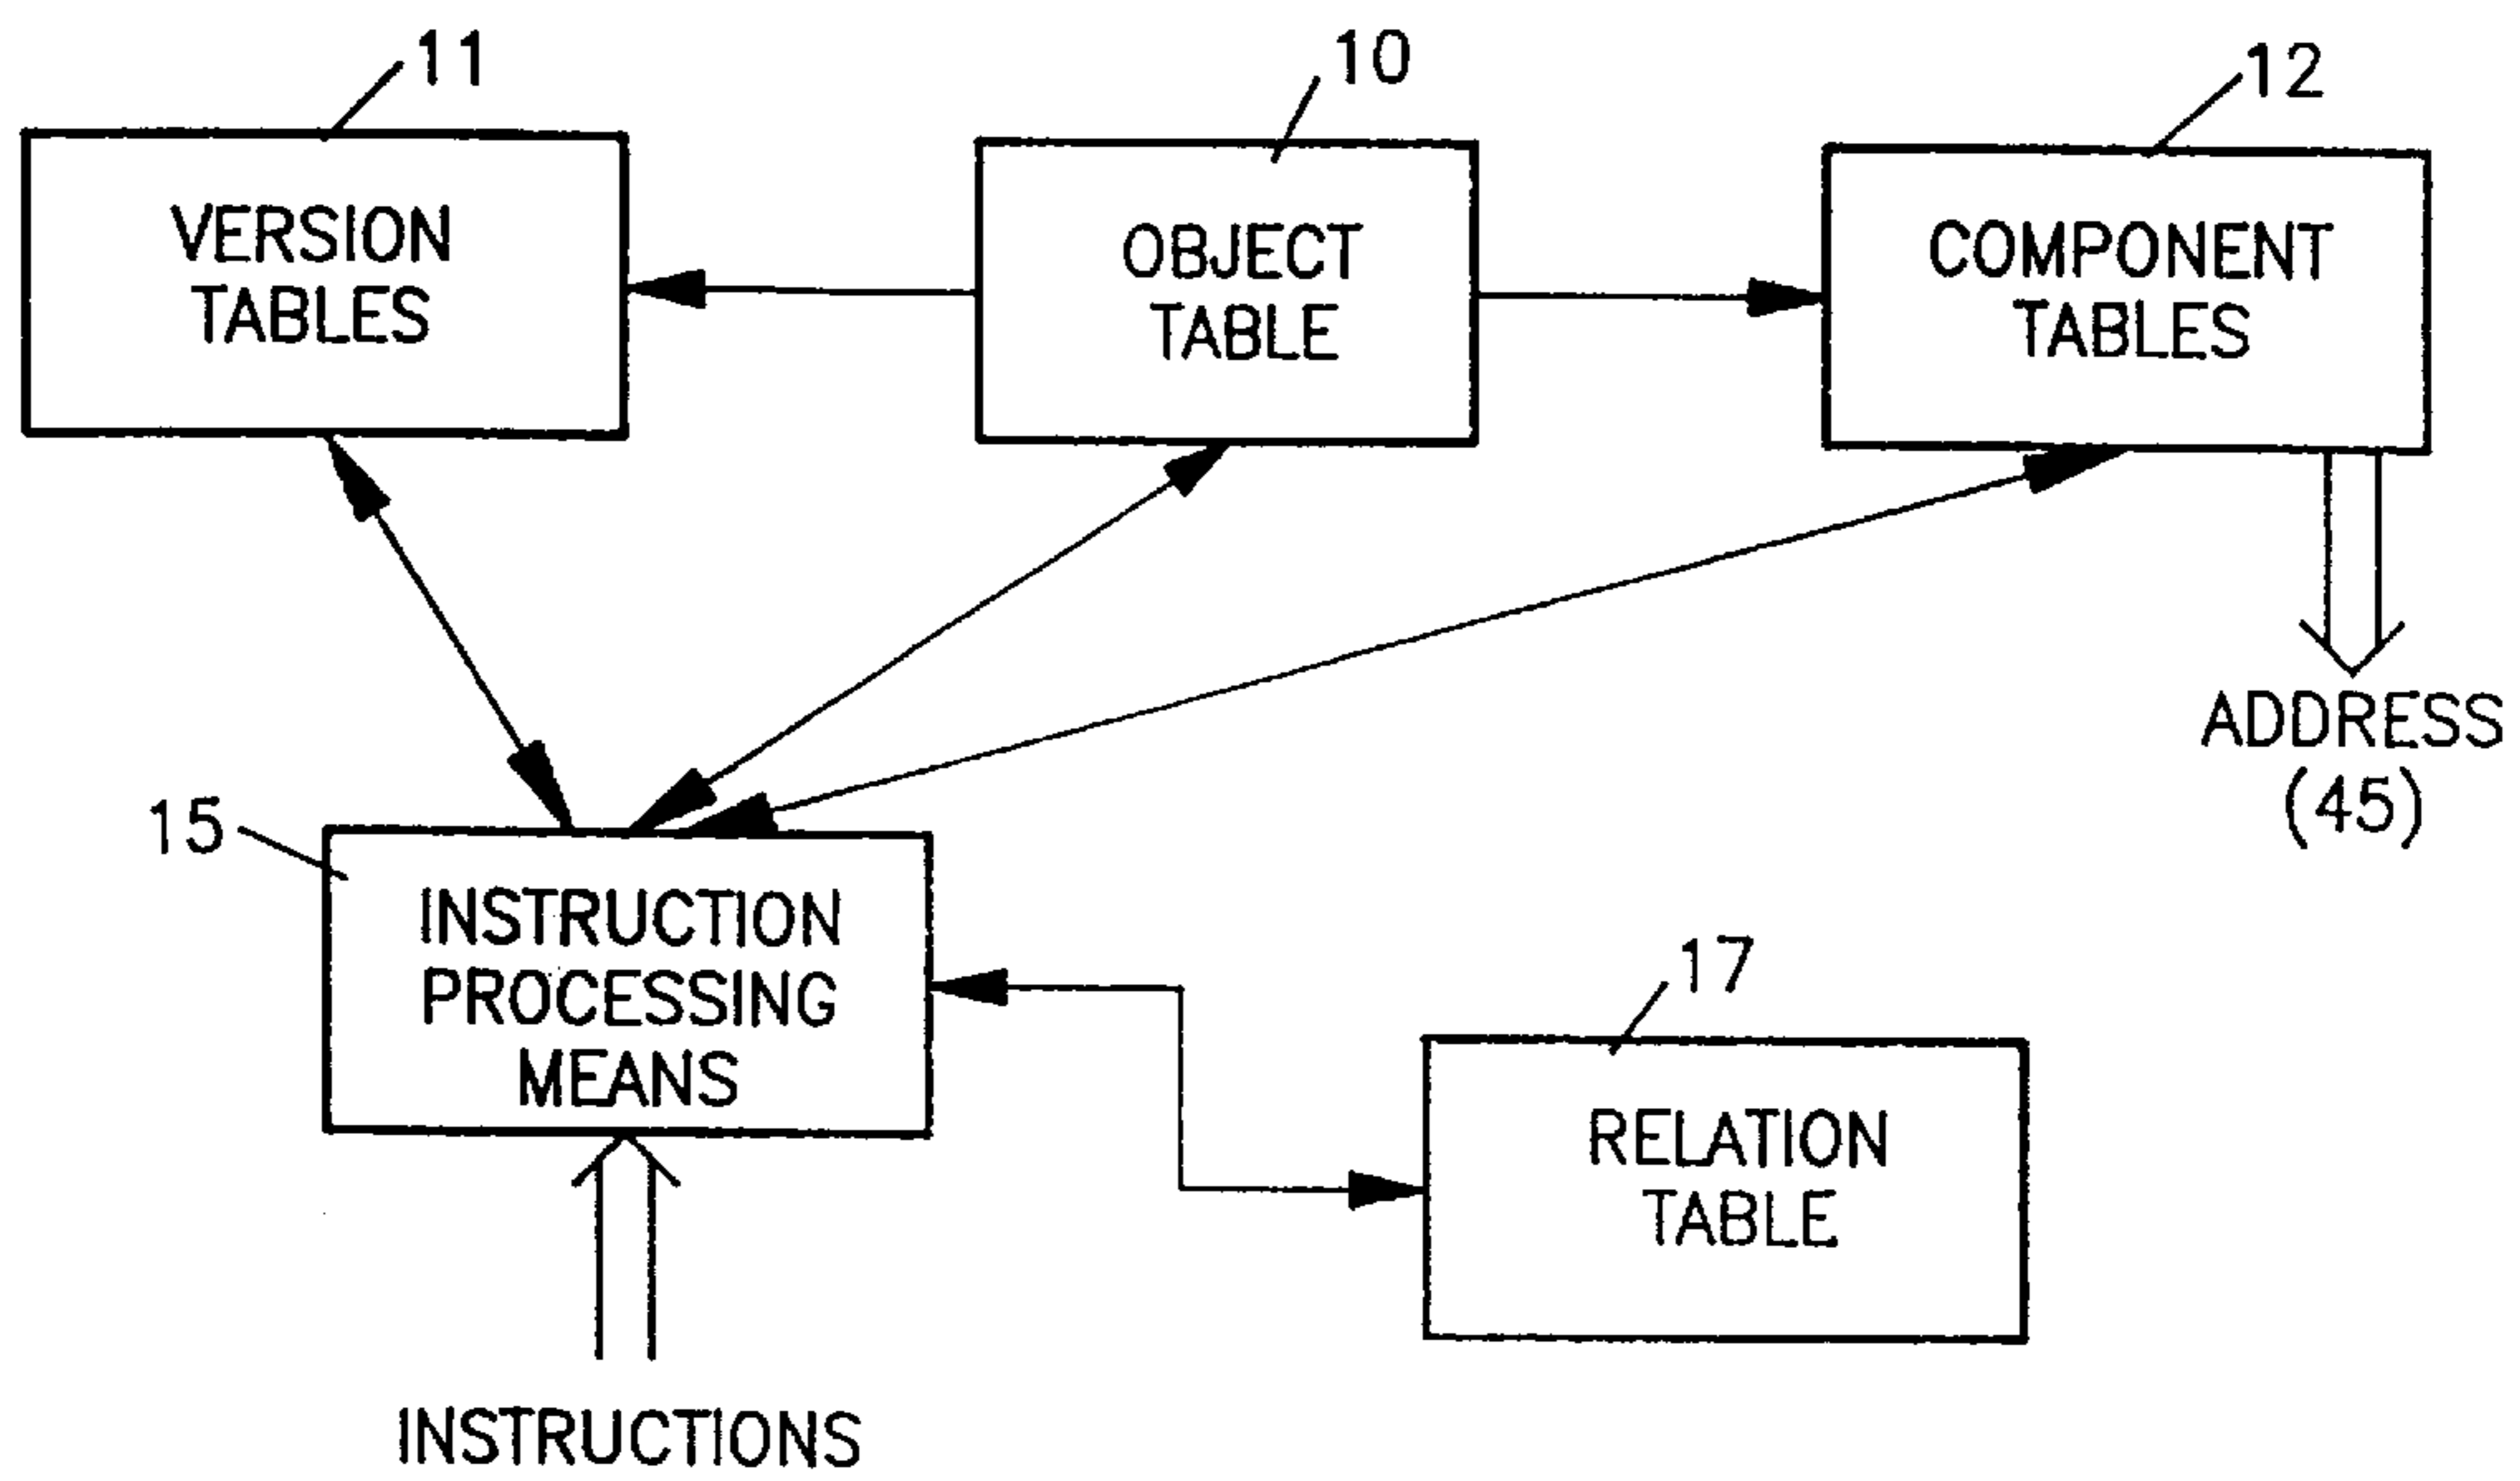 11
10
12
VERSION
TABLES
OBJECT
TABLE
COMPONENT
TABLES
ADDRESS
(45)
15
INSTRUCTION
PROCESSING
MEANS
17
RELATION
TABLE
INSTRUCTIONS